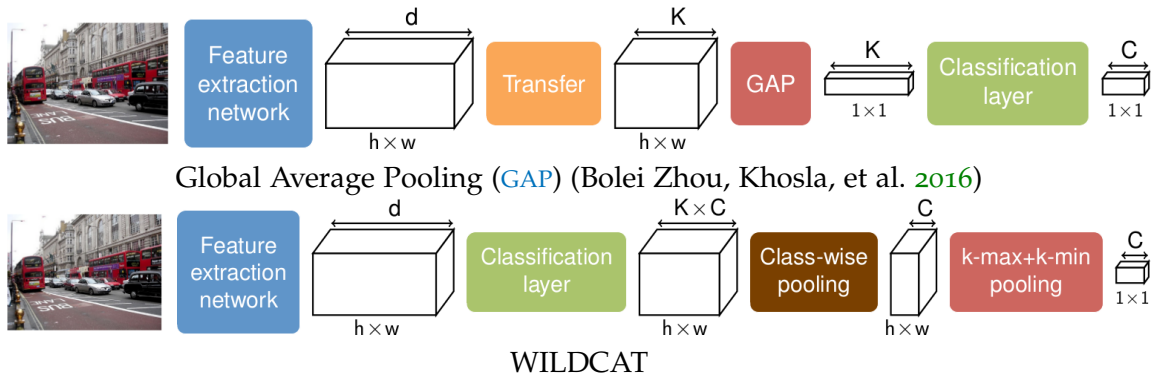 d
K
K
C
Feature
extraction
network
Transfer
GAP
Classification
layer
h×w
h×w
1×1
1×1
Global Average Pooling (GAP) (Bolei Zhou, Khosla, et al. 2016)
d
K×C
C
C
Feature
extraction
network
Classification
layer
Class-wise
pooling
k-max+k-min
pooling
h×w
h×w
h×w
1×1
WILDCAT